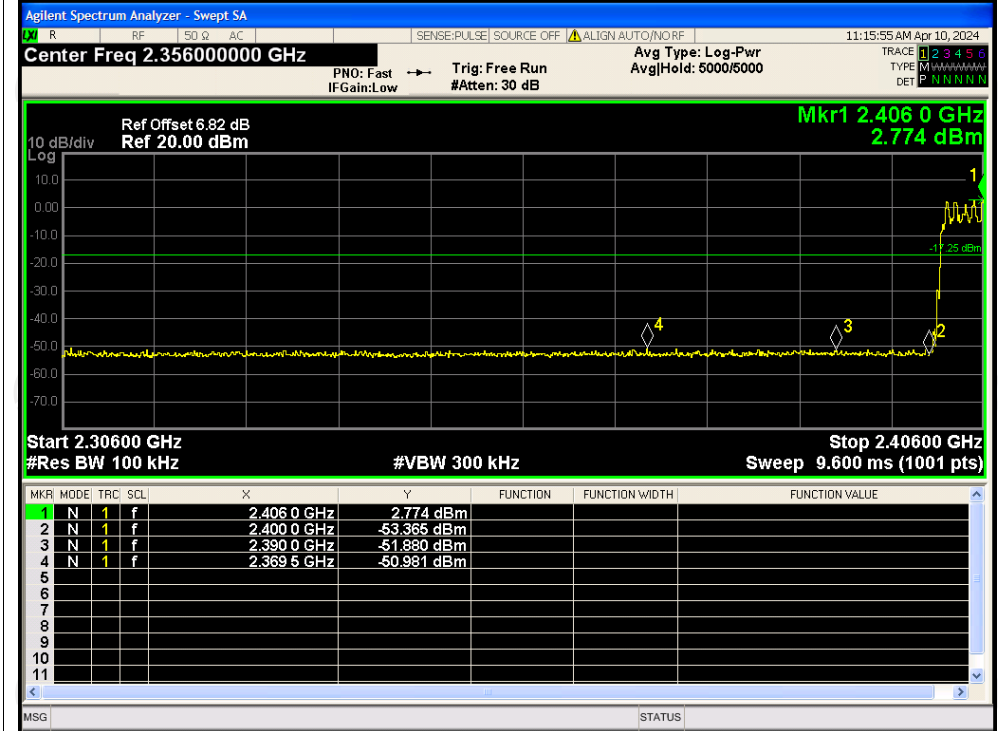 Agilent Spectrum Analyzer - Swept SA
LXI R RF 50 Ω AC SENSE:PULSE SOURCE OFF ALIGN AUTO/NO RF 11:15:55 AM Apr 10, 2024
Center Freq 2.356000000 GHz Avg Type: Log-Pwr TRACE 1 2 3 4 5 6
PNO: Fast Trig: Free Run Avg|Hold: 5000/5000 TYPE M
IFGain:Low #Atten: 30 dB DET P N N N N N
Mkr1 2.406 0 GHz
Ref Offset 6.82 dB
10 dB/div Ref 20.00 dBm 2.774 dBm
Log
10.0 1
0.00
-10.0
-17.25 dBm
-20.0
-30.0
-40.0 4 3 2
-50.0
-60.0
-70.0
Start 2.30600 GHz Stop 2.40600 GHz
#Res BW 100 kHz #VBW 300 kHz Sweep 9.600 ms (1001 pts)
MKR MODE TRC SCL X Y FUNCTION FUNCTION WIDTH FUNCTION VALUE
1 N 1 f 2.406 0 GHz 2.774 dBm
2 N 1 f 2.400 0 GHz -53.365 dBm
3 N 1 f 2.390 0 GHz -51.880 dBm
4 N 1 f 2.369 5 GHz -50.981 dBm
5
6
7
8
9
10
11
MSG STATUS